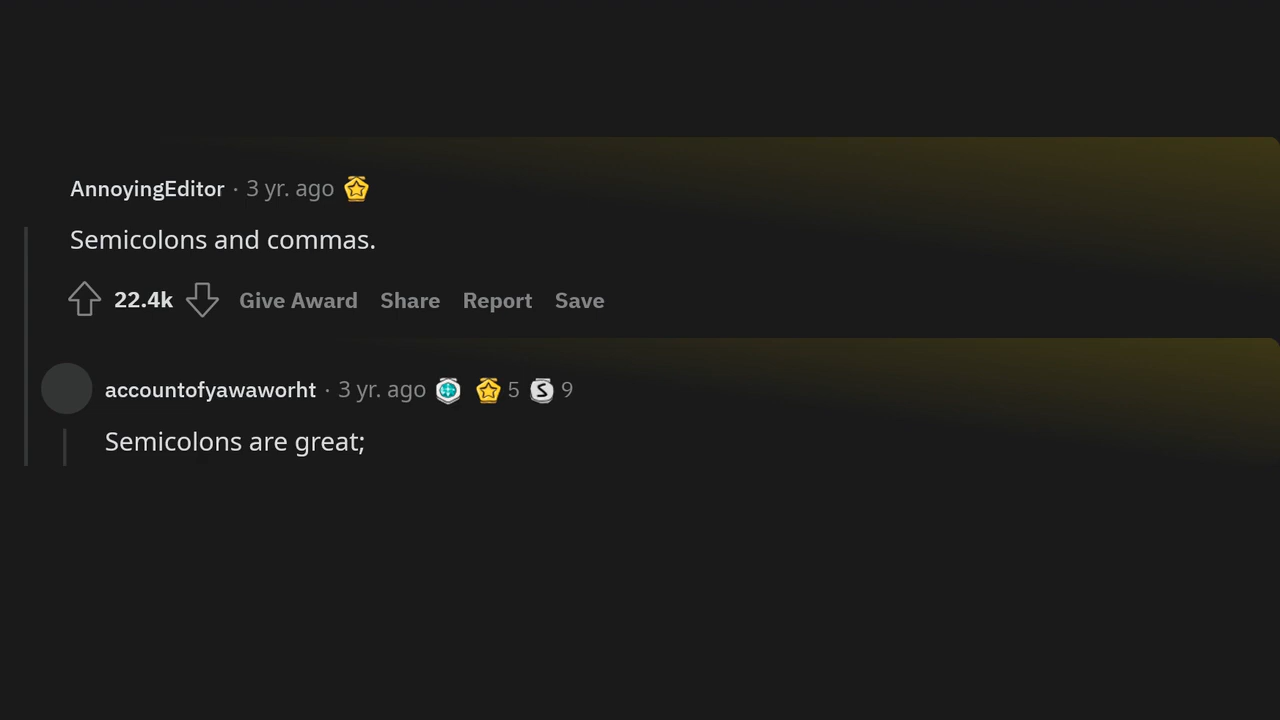 AnnoyingEditor · 3 yr. ago
Semicolons and commas.
22.4k Give Award Share Report Save
accountofyawaworht · 3 yr. ago 5 S 9
Semicolons are great;